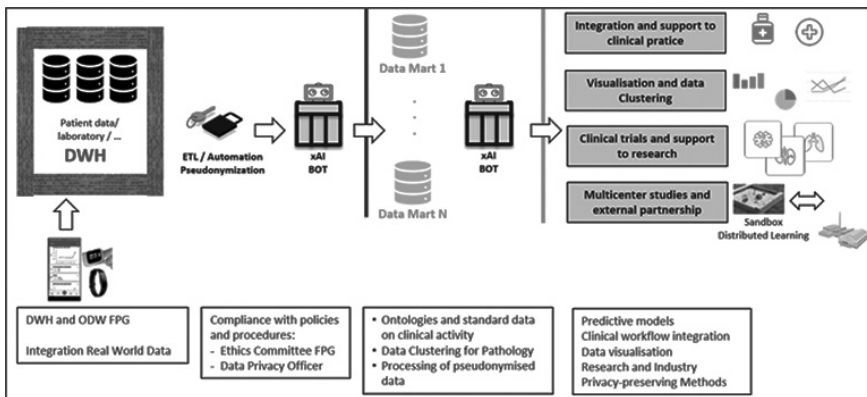 Patient data/
laboratory / ...
DWH
ETL / Automation
Pseudonymization
xAI
BOT
Data Mart 1
Data Mart N
xAI
BOT
Integration and support to
clinical pratice
Visualisation and data
Clustering
Clinical trials and support
to research
Multicenter studies and
external partnership
Sandbox
Distributed Learning
DWH and ODW FPG
Integration Real World Data
Compliance with policies
and procedures:
- Ethics Committee FPG
- Data Privacy Officer
• Ontologies and standard data
on clinical activity
• Data Clustering for Pathology
• Processing of pseudonymised
data
Predictive models
Clinical workflow integration
Data visualisation
Research and Industry
Privacy-preserving Methods